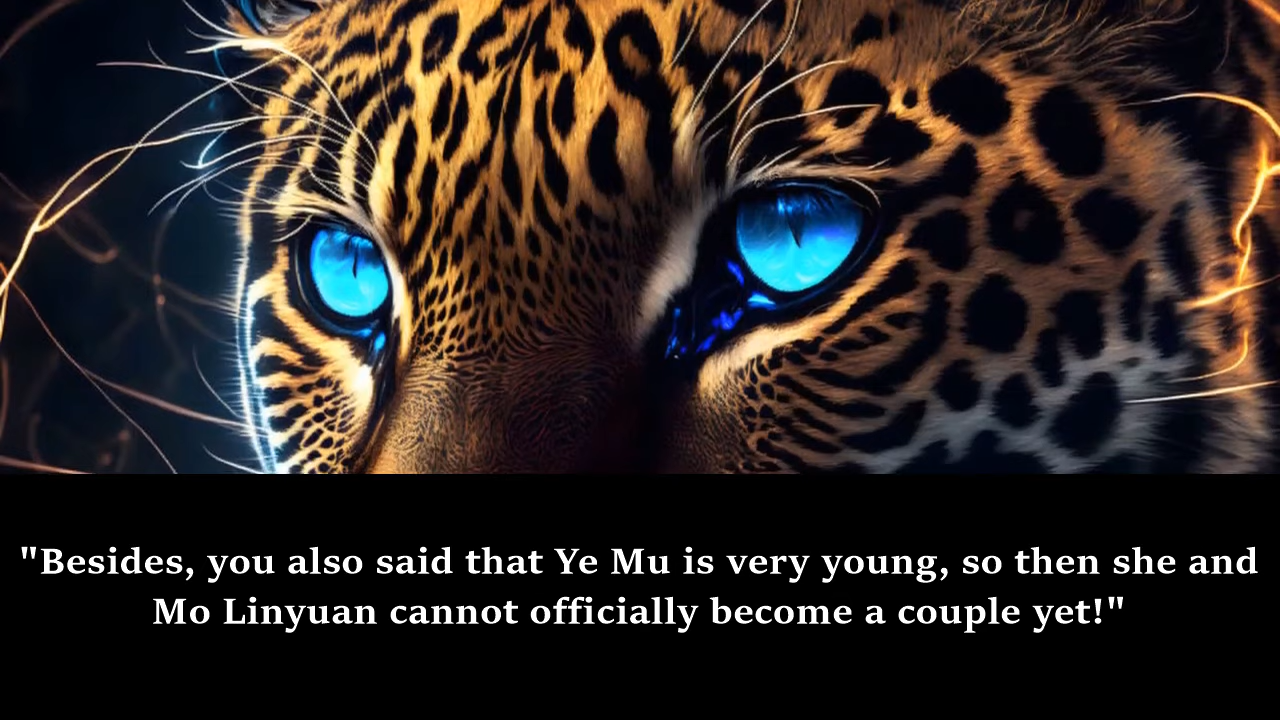 "Besides, you also said that Ye Mu is very young, so then she and
Mo Linyuan cannot officially become a couple yet!"